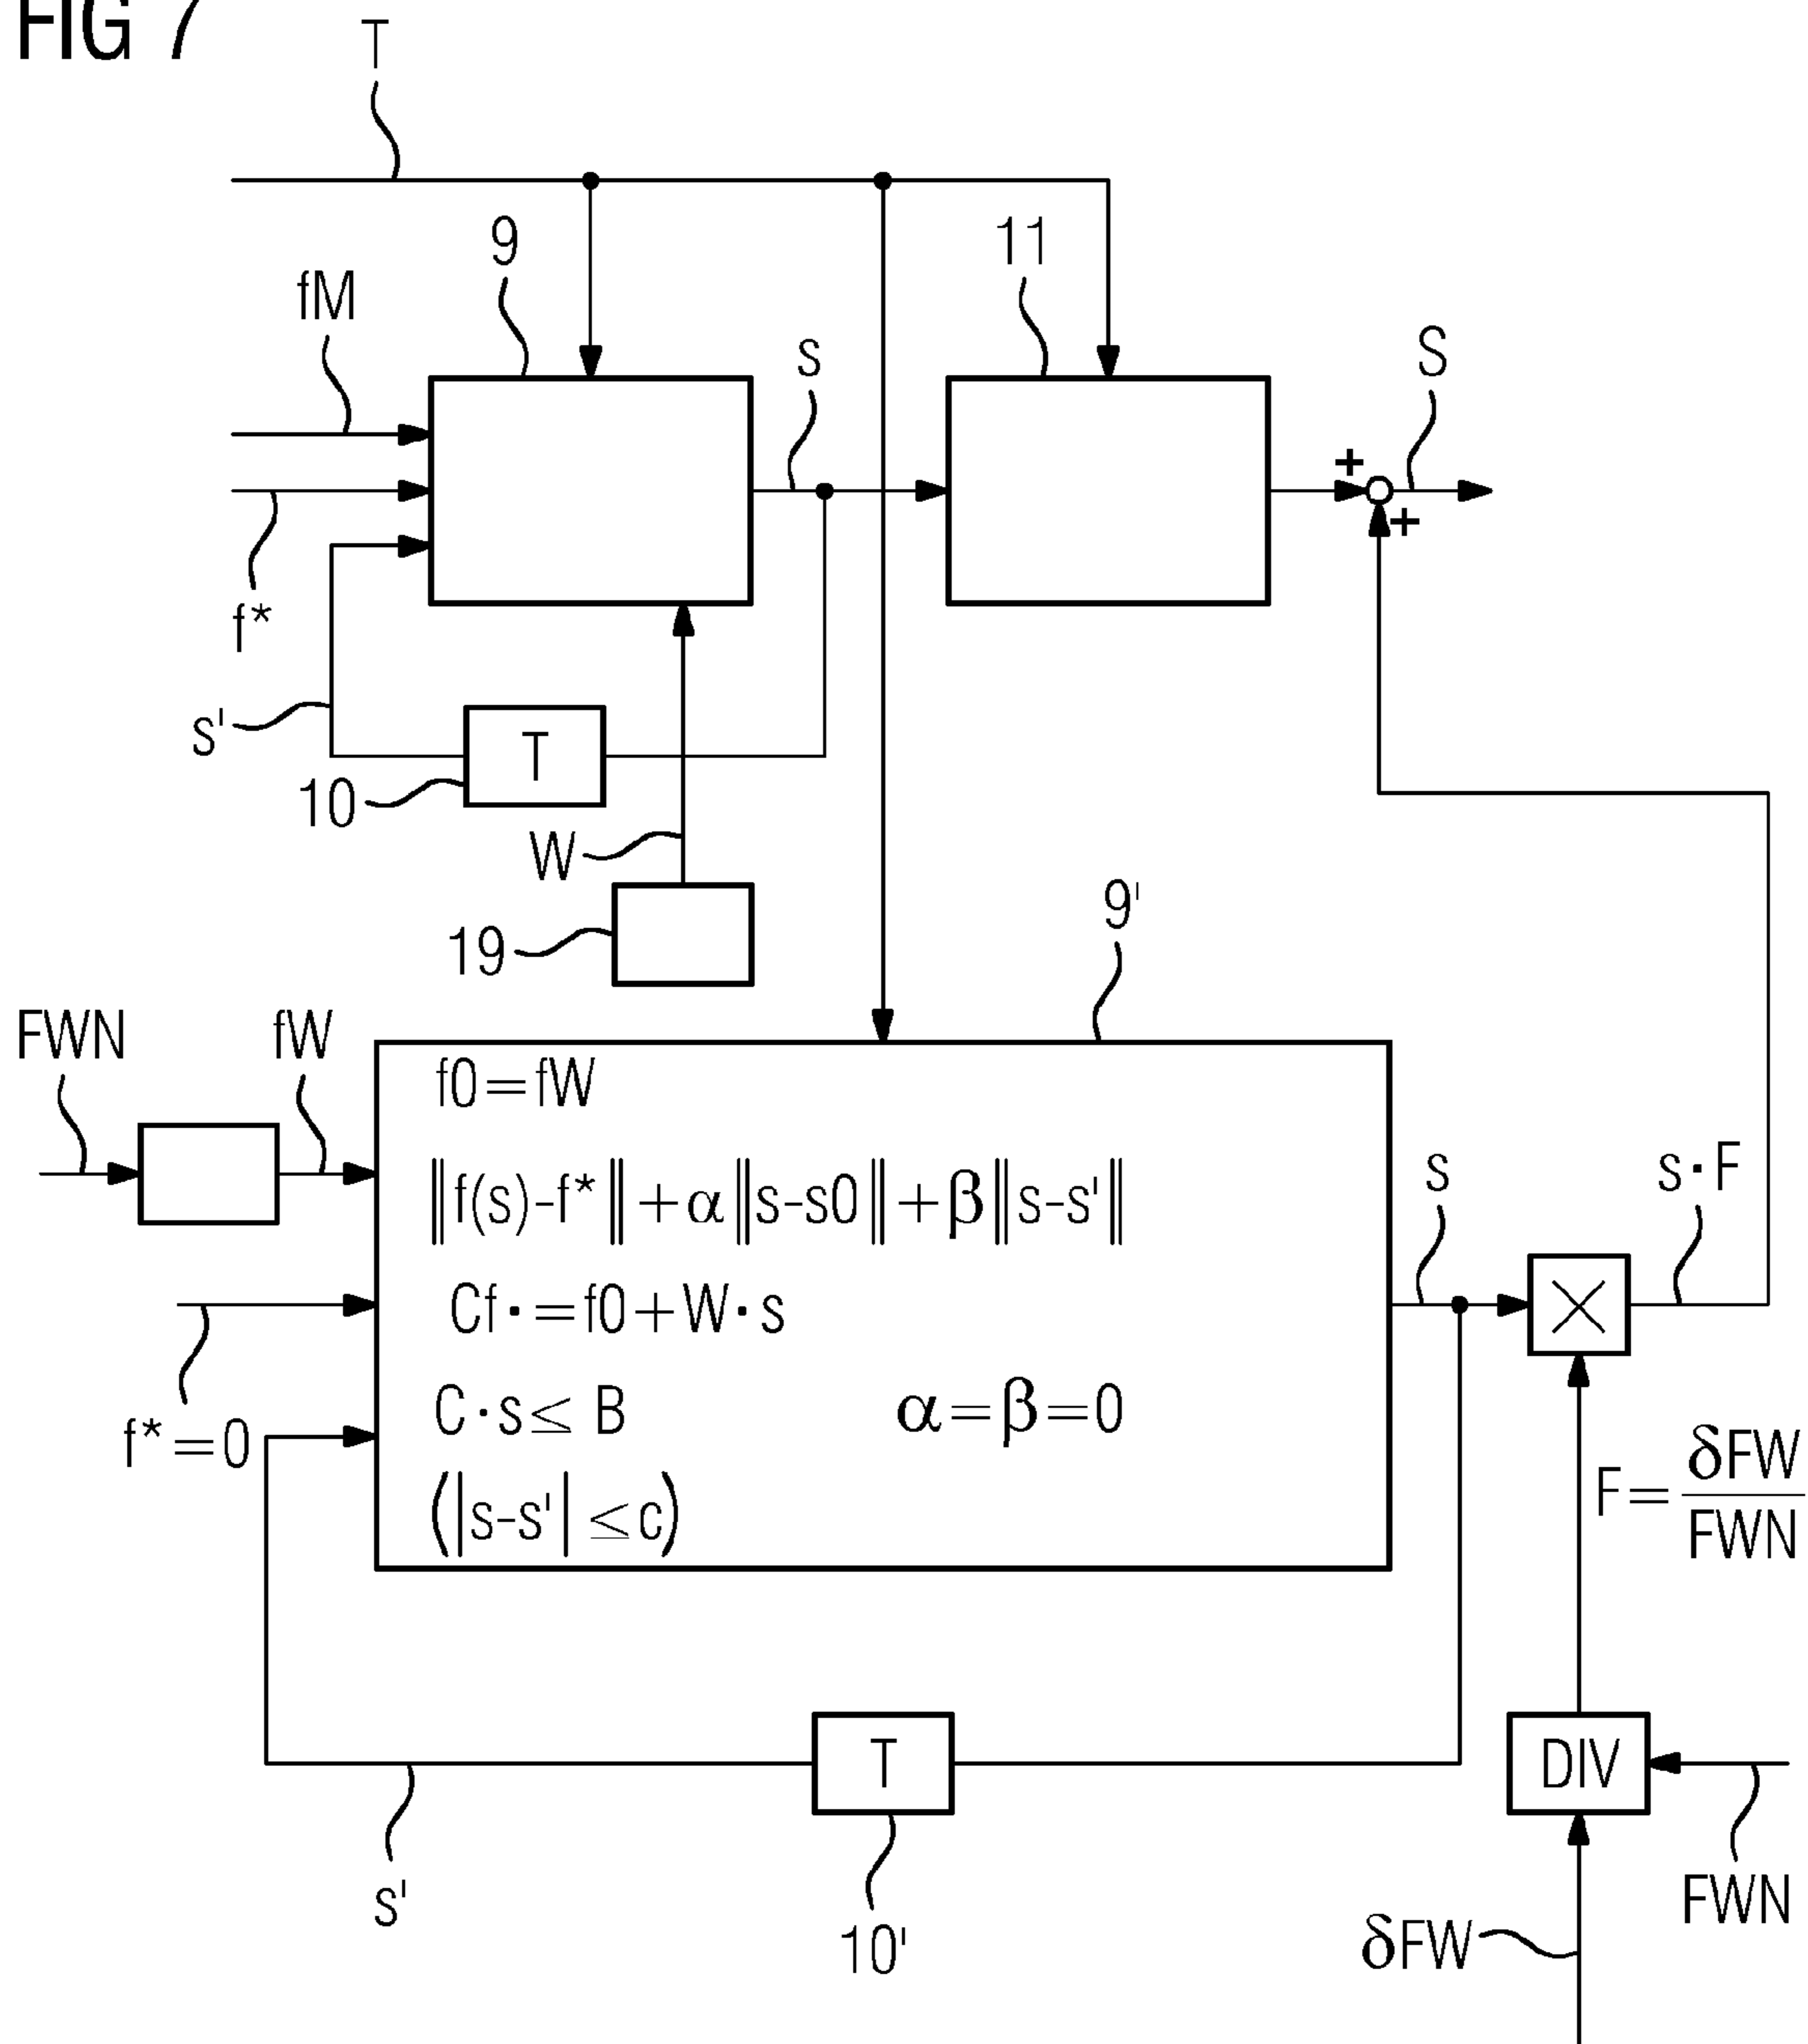 FIG 7
T
9
11
fM
s
S
+
+
f*
s'
T
10
W
19
9'
FWN
fW
f0=fW
‖f(s)-f*‖+α‖s-s0‖+β‖s-s'‖
s
s·F
Cf·=f0+W·s
C·s≤ B
α=β=0
f*=0
(|s-s'| ≤c)
F=δFW/FWN
T
DIV
s'
10'
FWN
δFW